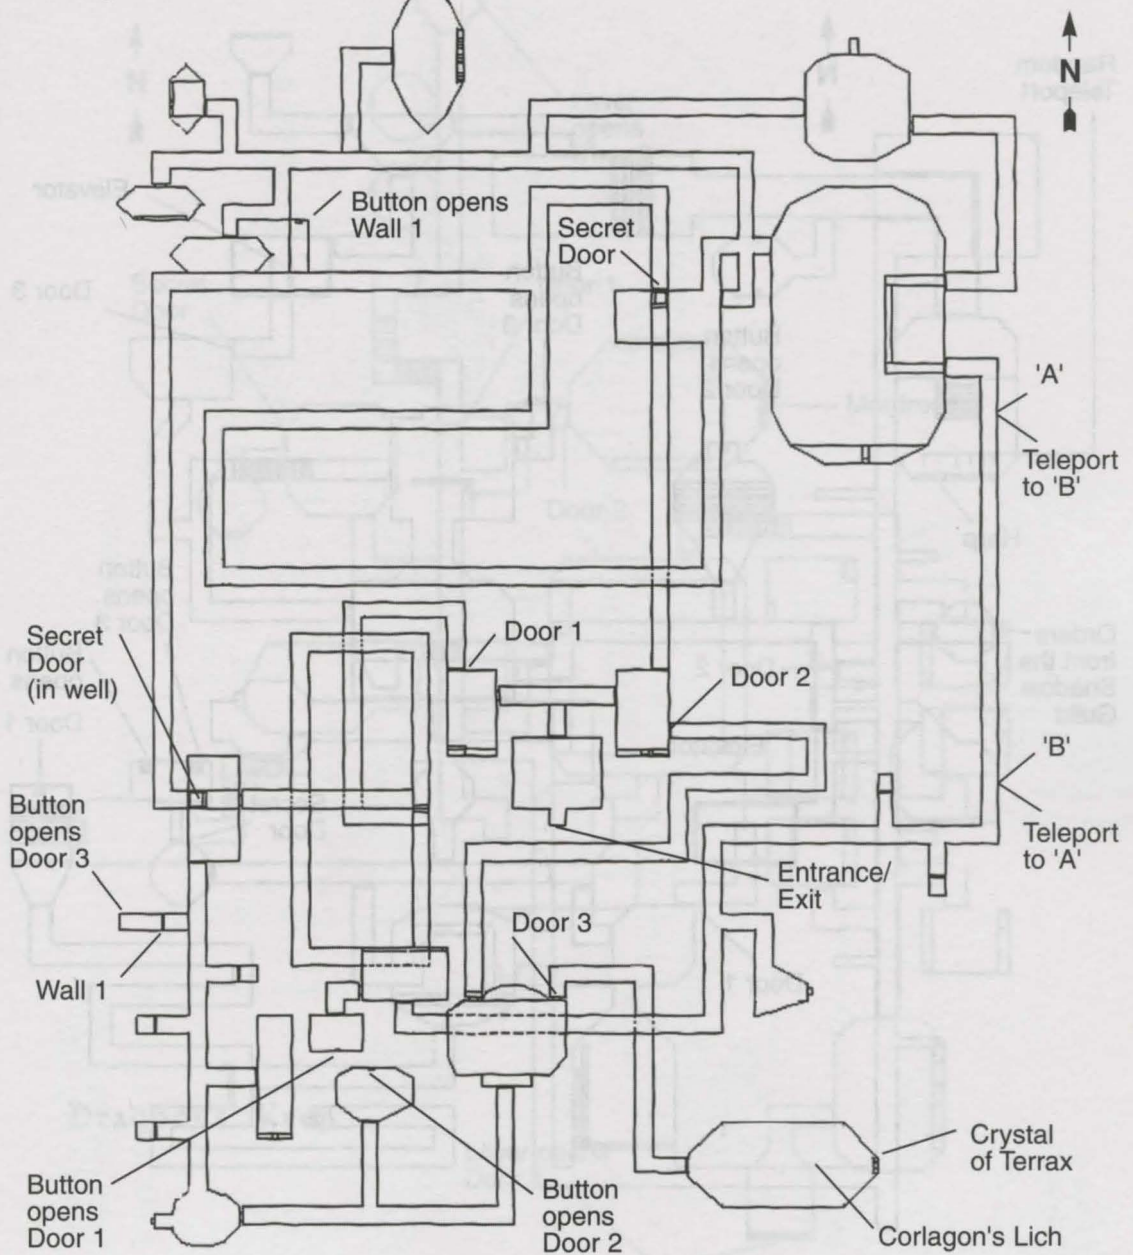 N
Button opens
Wall 1
Secret
Door
'A'
Teleport
to 'B'
Secret
Door
(in well)
Door 1
Door 2
'B'
Button
opens
Door 3
Teleport
to 'A'
Entrance/
Exit
Door 3
Wall 1
Crystal
of Terrax
Button
opens
Door 1
Button
opens
Door 2
Corlagon's Lich